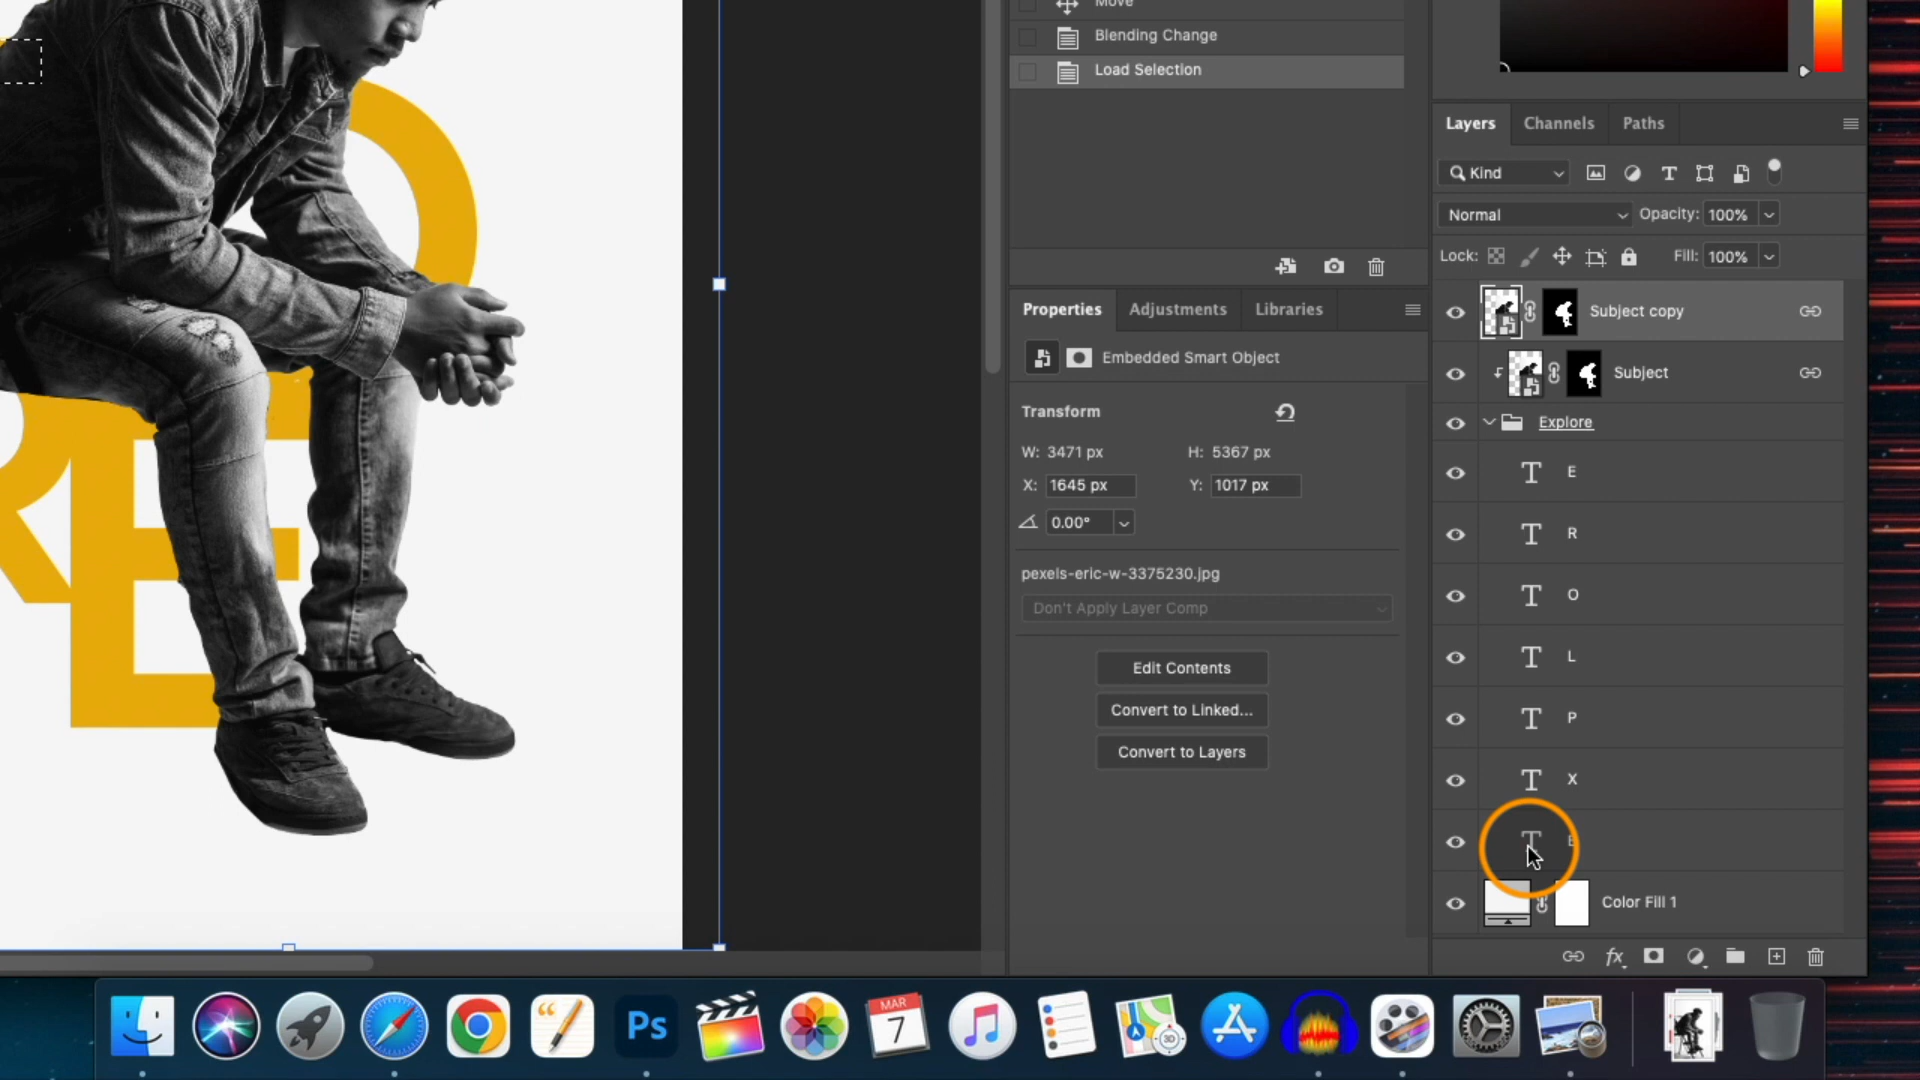 Move
Blending Change
Load Selection
Properties
Adjustments
Libraries
Embedded Smart Object
Transform
W: 3471 px
H: 5367 px
X: 1645 px
Y: 1017 px
0.00°
pexels-eric-w-3375230.jpg
Don't Apply Layer Comp
Edit Contents
Convert to Linked...
Convert to Layers
Layers
Channels
Paths
Kind
Normal
Opacity: 100%
Lock:
Fill: 100%
Subject copy
Subject
Explore
T E
T R
T O
T L
T P
T X
T E
Color Fill 1
fx
O
RE
Ps
MAR
7
3D